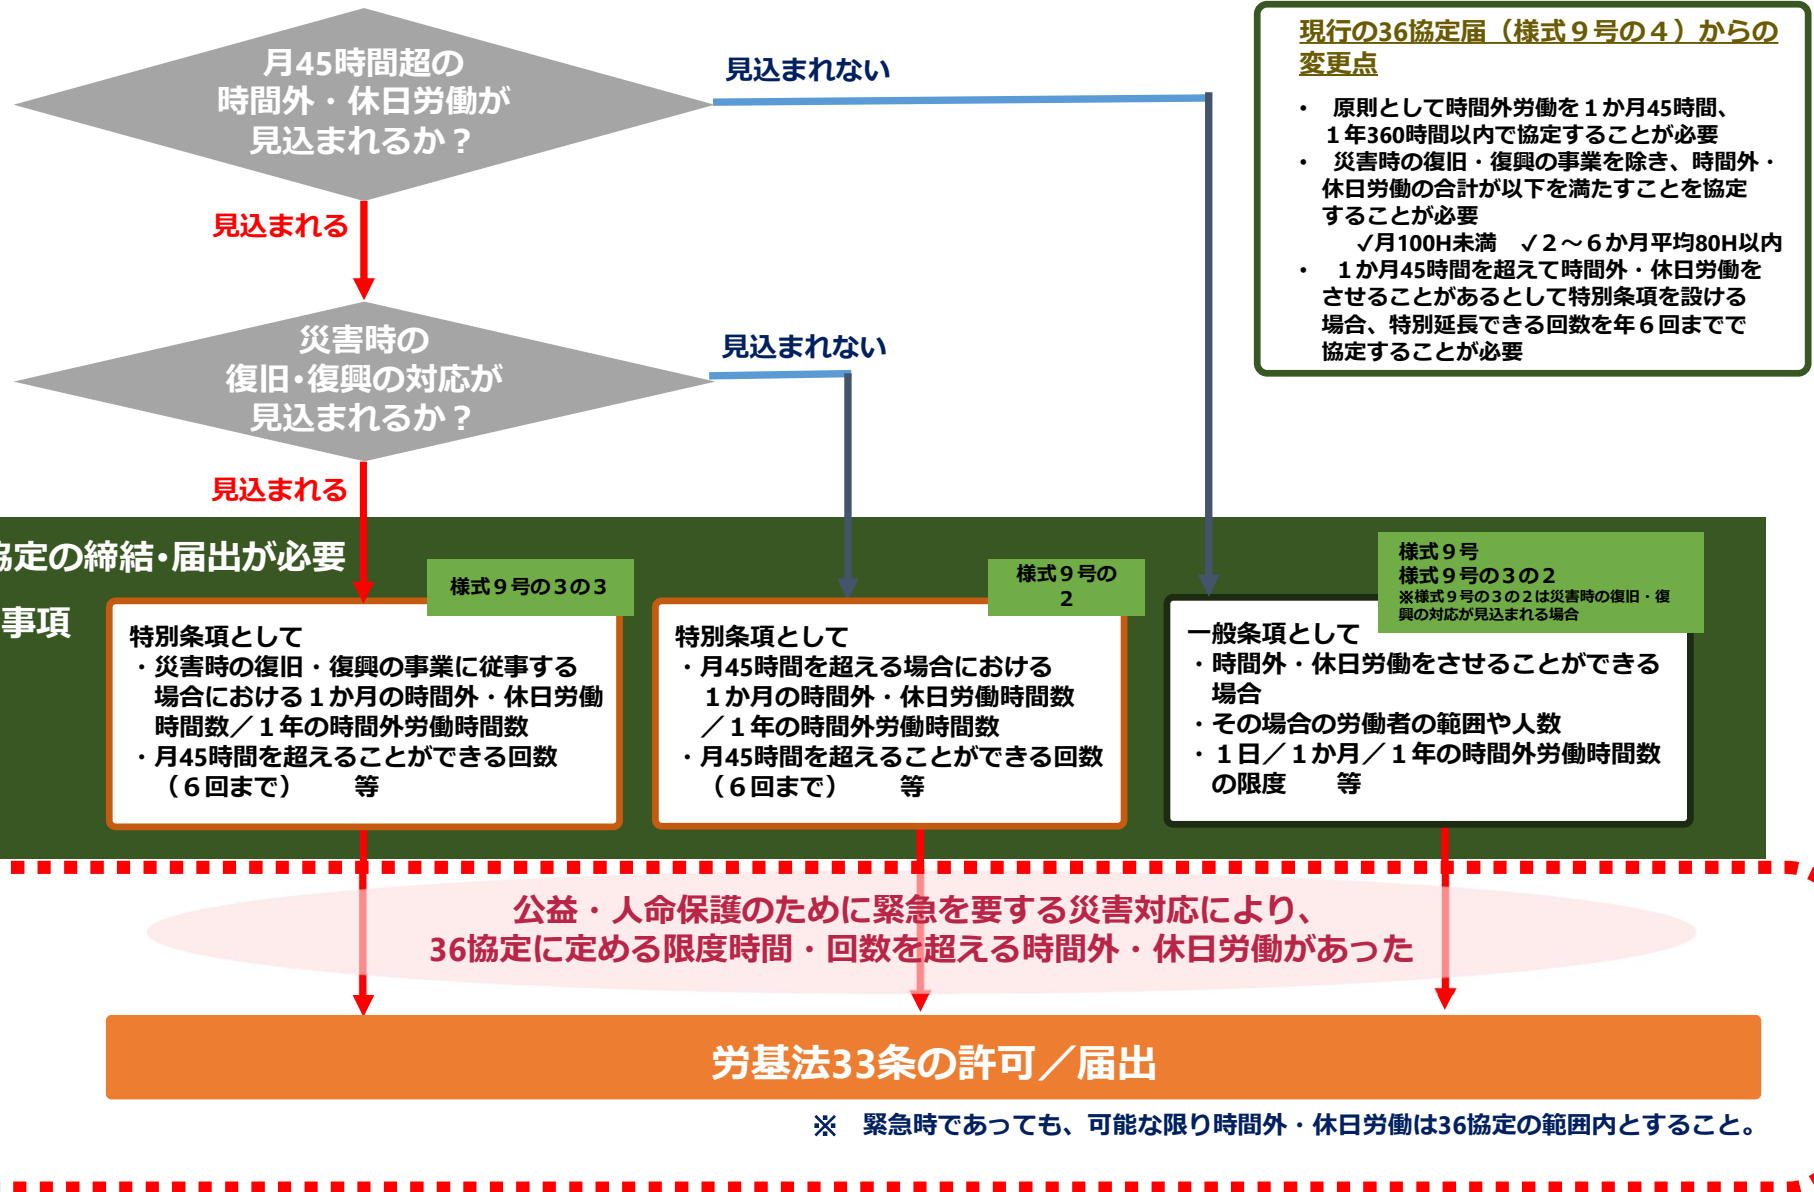 月45時間超の
時間外・休日労働が
見込まれるか？
見込まれない
見込まれる
災害時の
復旧・復興の対応が
見込まれるか？
見込まれない
見込まれる
現行の36協定届（様式９号の４）からの
変更点
・ 原則として時間外労働を１か月45時間、
１年360時間以内で協定することが必要
・ 災害時の復旧・復興の事業を除き、時間外・
休日労働の合計が以下を満たすことを協定
することが必要
✓月100H未満 ✓２～６か月平均80H以内
・ １か月45時間を超えて時間外・休日労働を
させることがあるとして特別条項を設ける
場合、特別延長できる回数を年６回までで
協定することが必要
協定の締結・届出が必要
事項
様式９号の３の３
特別条項として
・災害時の復旧・復興の事業に従事する
場合における１か月の時間外・休日労働
時間数／１年の時間外労働時間数
・月45時間を超えることができる回数
（６回まで） 等
様式９号の
2
特別条項として
・月45時間を超える場合における
１か月の時間外・休日労働時間数
／１年の時間外労働時間数
・月45時間を超えることができる回数
（６回まで） 等
様式９号
様式９号の３の２
※様式９号の３の２は災害時の復旧・復
興の対応が見込まれる場合
一般条項として
・時間外・休日労働をさせることができる
場合
・その場合の労働者の範囲や人数
・１日／１か月／１年の時間外労働時間数
の限度 等
公益・人命保護のために緊急を要する災害対応により、
36協定に定める限度時間・回数を超える時間外・休日労働があった
労基法33条の許可／届出
※ 緊急時であっても、可能な限り時間外・休日労働は36協定の範囲内とすること。